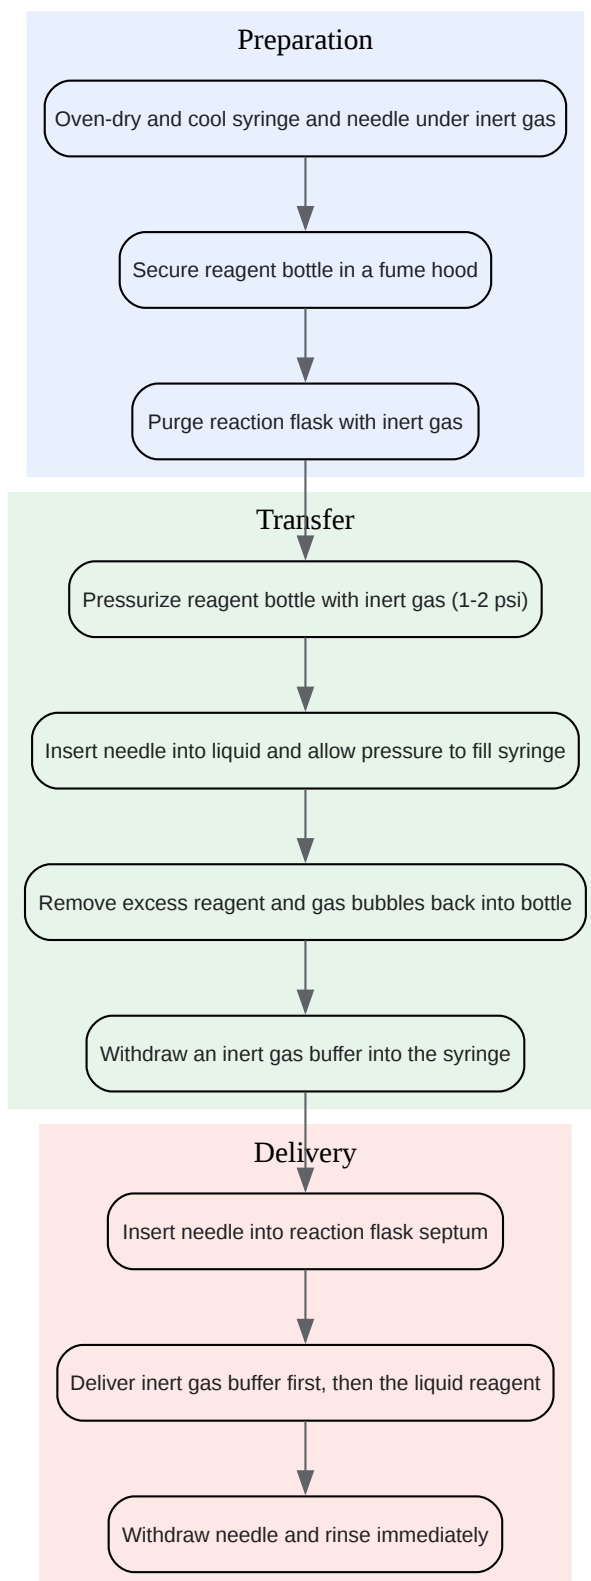 Preparation
Oven-dry and cool syringe and needle under inert gas
Secure reagent bottle in a fume hood
Purge reaction flask with inert gas
Transfer
Pressurize reagent bottle with inert gas (1-2 psi)
Insert needle into liquid and allow pressure to fill syringe
Remove excess reagent and gas bubbles back into bottle
Withdraw an inert gas buffer into the syringe
Delivery
Insert needle into reaction flask septum
Deliver inert gas buffer first, then the liquid reagent
Withdraw needle and rinse immediately